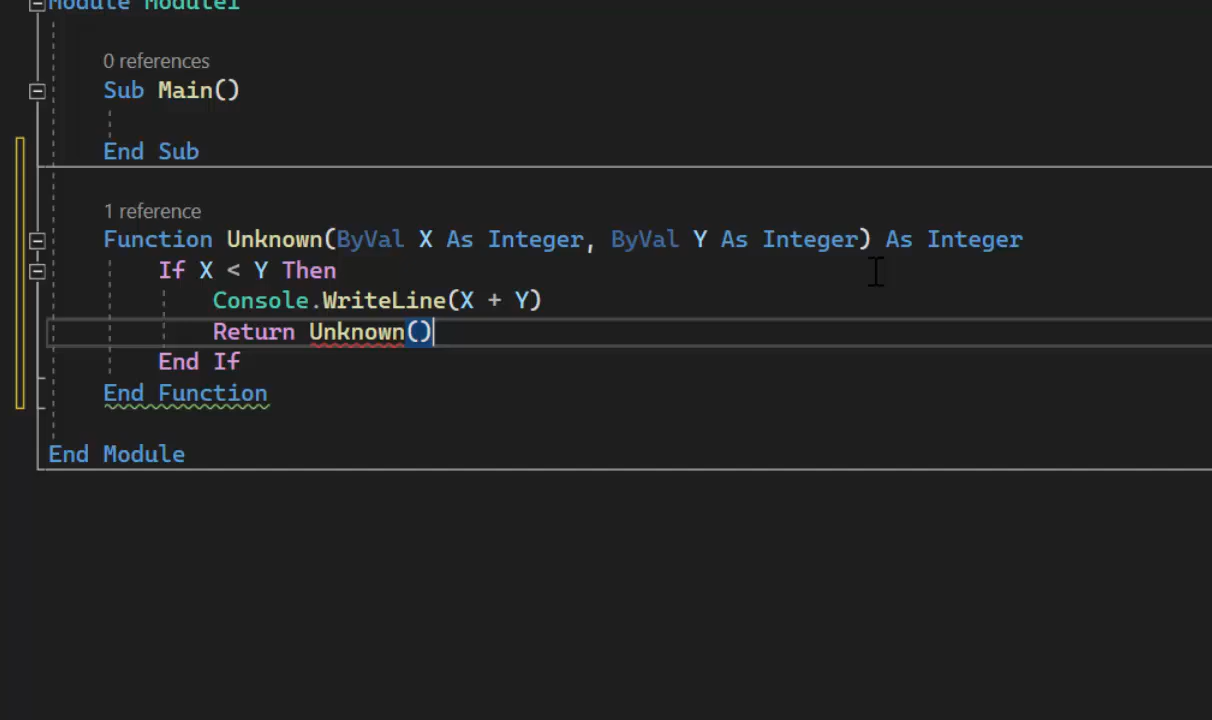 Module Module1
0 references
Sub Main()
End Sub
1 reference
Function Unknown(ByVal X As Integer, ByVal Y As Integer) As Integer
If X < Y Then
Console.WriteLine(X + Y)
Return Unknown()
End If
End Function
End Module